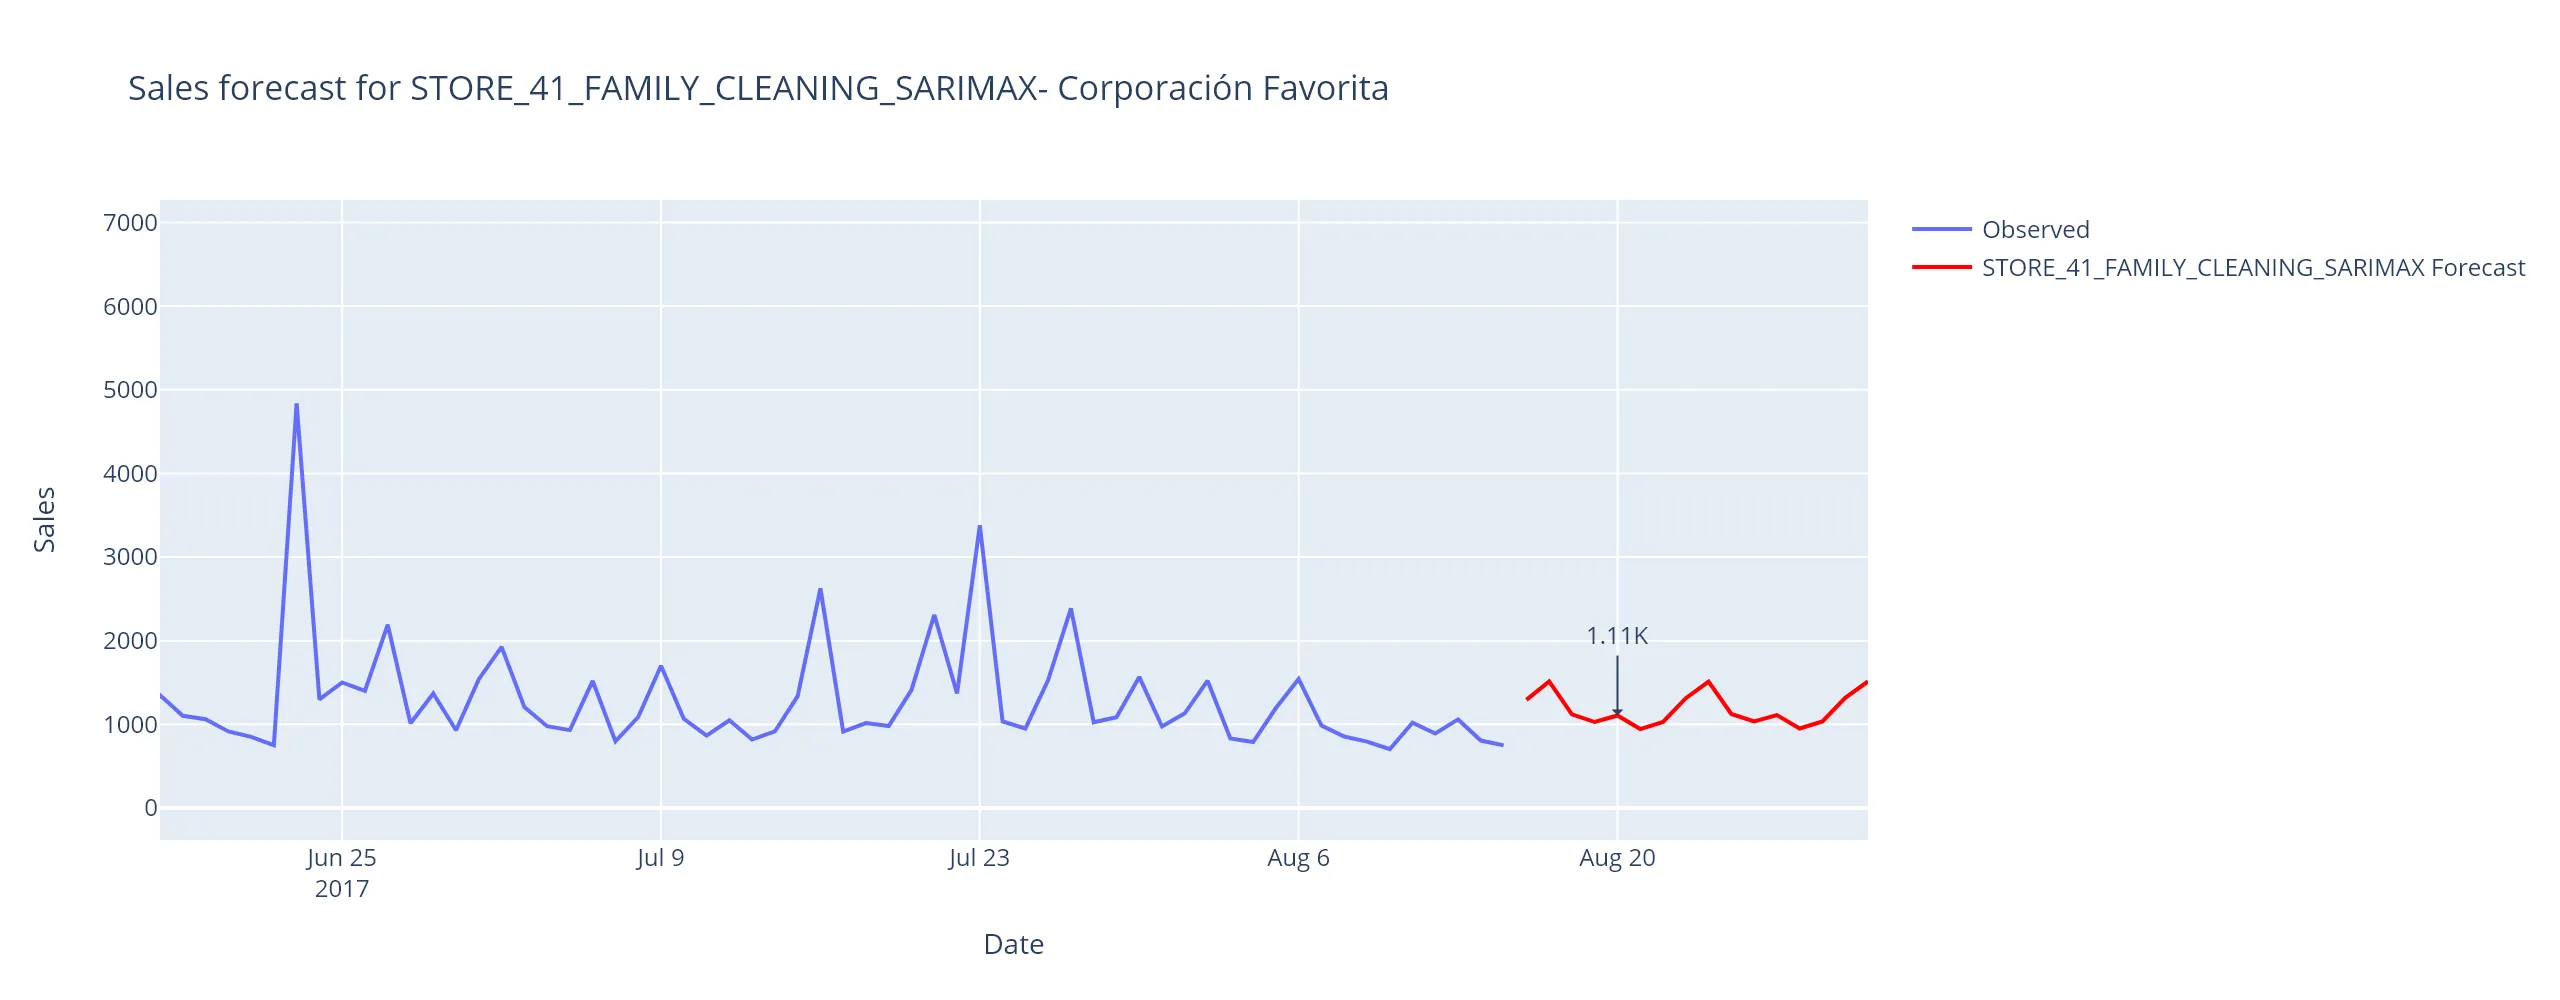 Sales forecast for STORE_41_FAMILY_CLEANING_SARIMAX- Corporación Favorita
Observed
STORE_41_FAMILY_CLEANING_SARIMAX Forecast
7000
6000
5000
4000
3000
2000
1000
0
Sales
1.11K
Jun 25
2017
Jul 9
Jul 23
Aug 6
Aug 20
Date